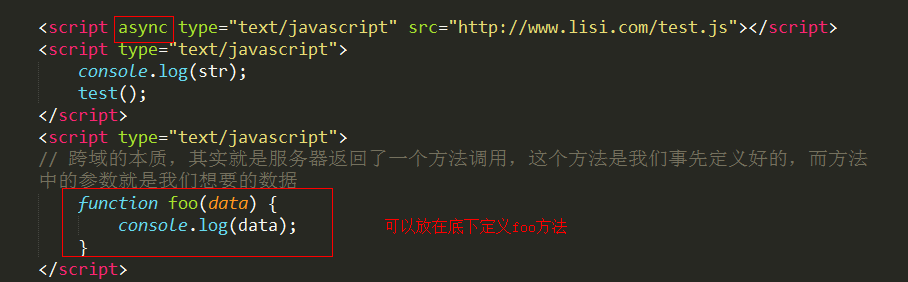 <script async type="text/javascript" src="http://www.lisi.com/test.js"></script>
<script type="text/javascript">
console.log(str);
test();
</script>
<script type="text/javascript">
// 跨域的本质，其实就是服务器返回了一个方法调用，这个方法是我们事先定义好的，而方法
中的参数就是我们想要的数据
function foo(data) {
console.log(data);
可以放在底下定义foo方法
}
</script>